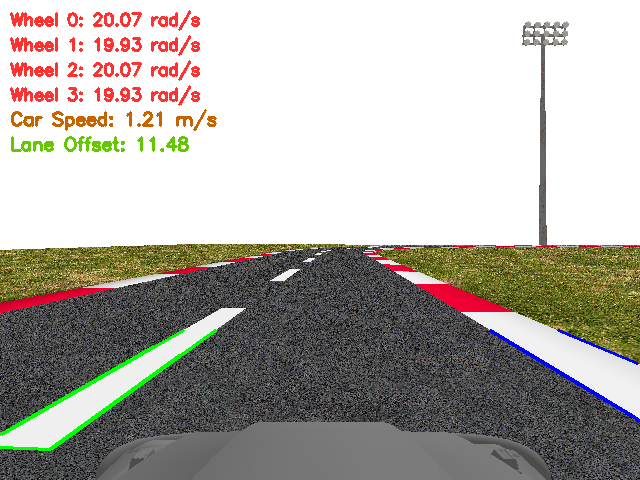 Wheel 0: 20.07 rad/s
Wheel 1: 19.93 rad/s
Wheel 2: 20.07 rad/s
Wheel 3: 19.93 rad/s
Car Speed: 1.21 m/s
Lane Offset: 11.48